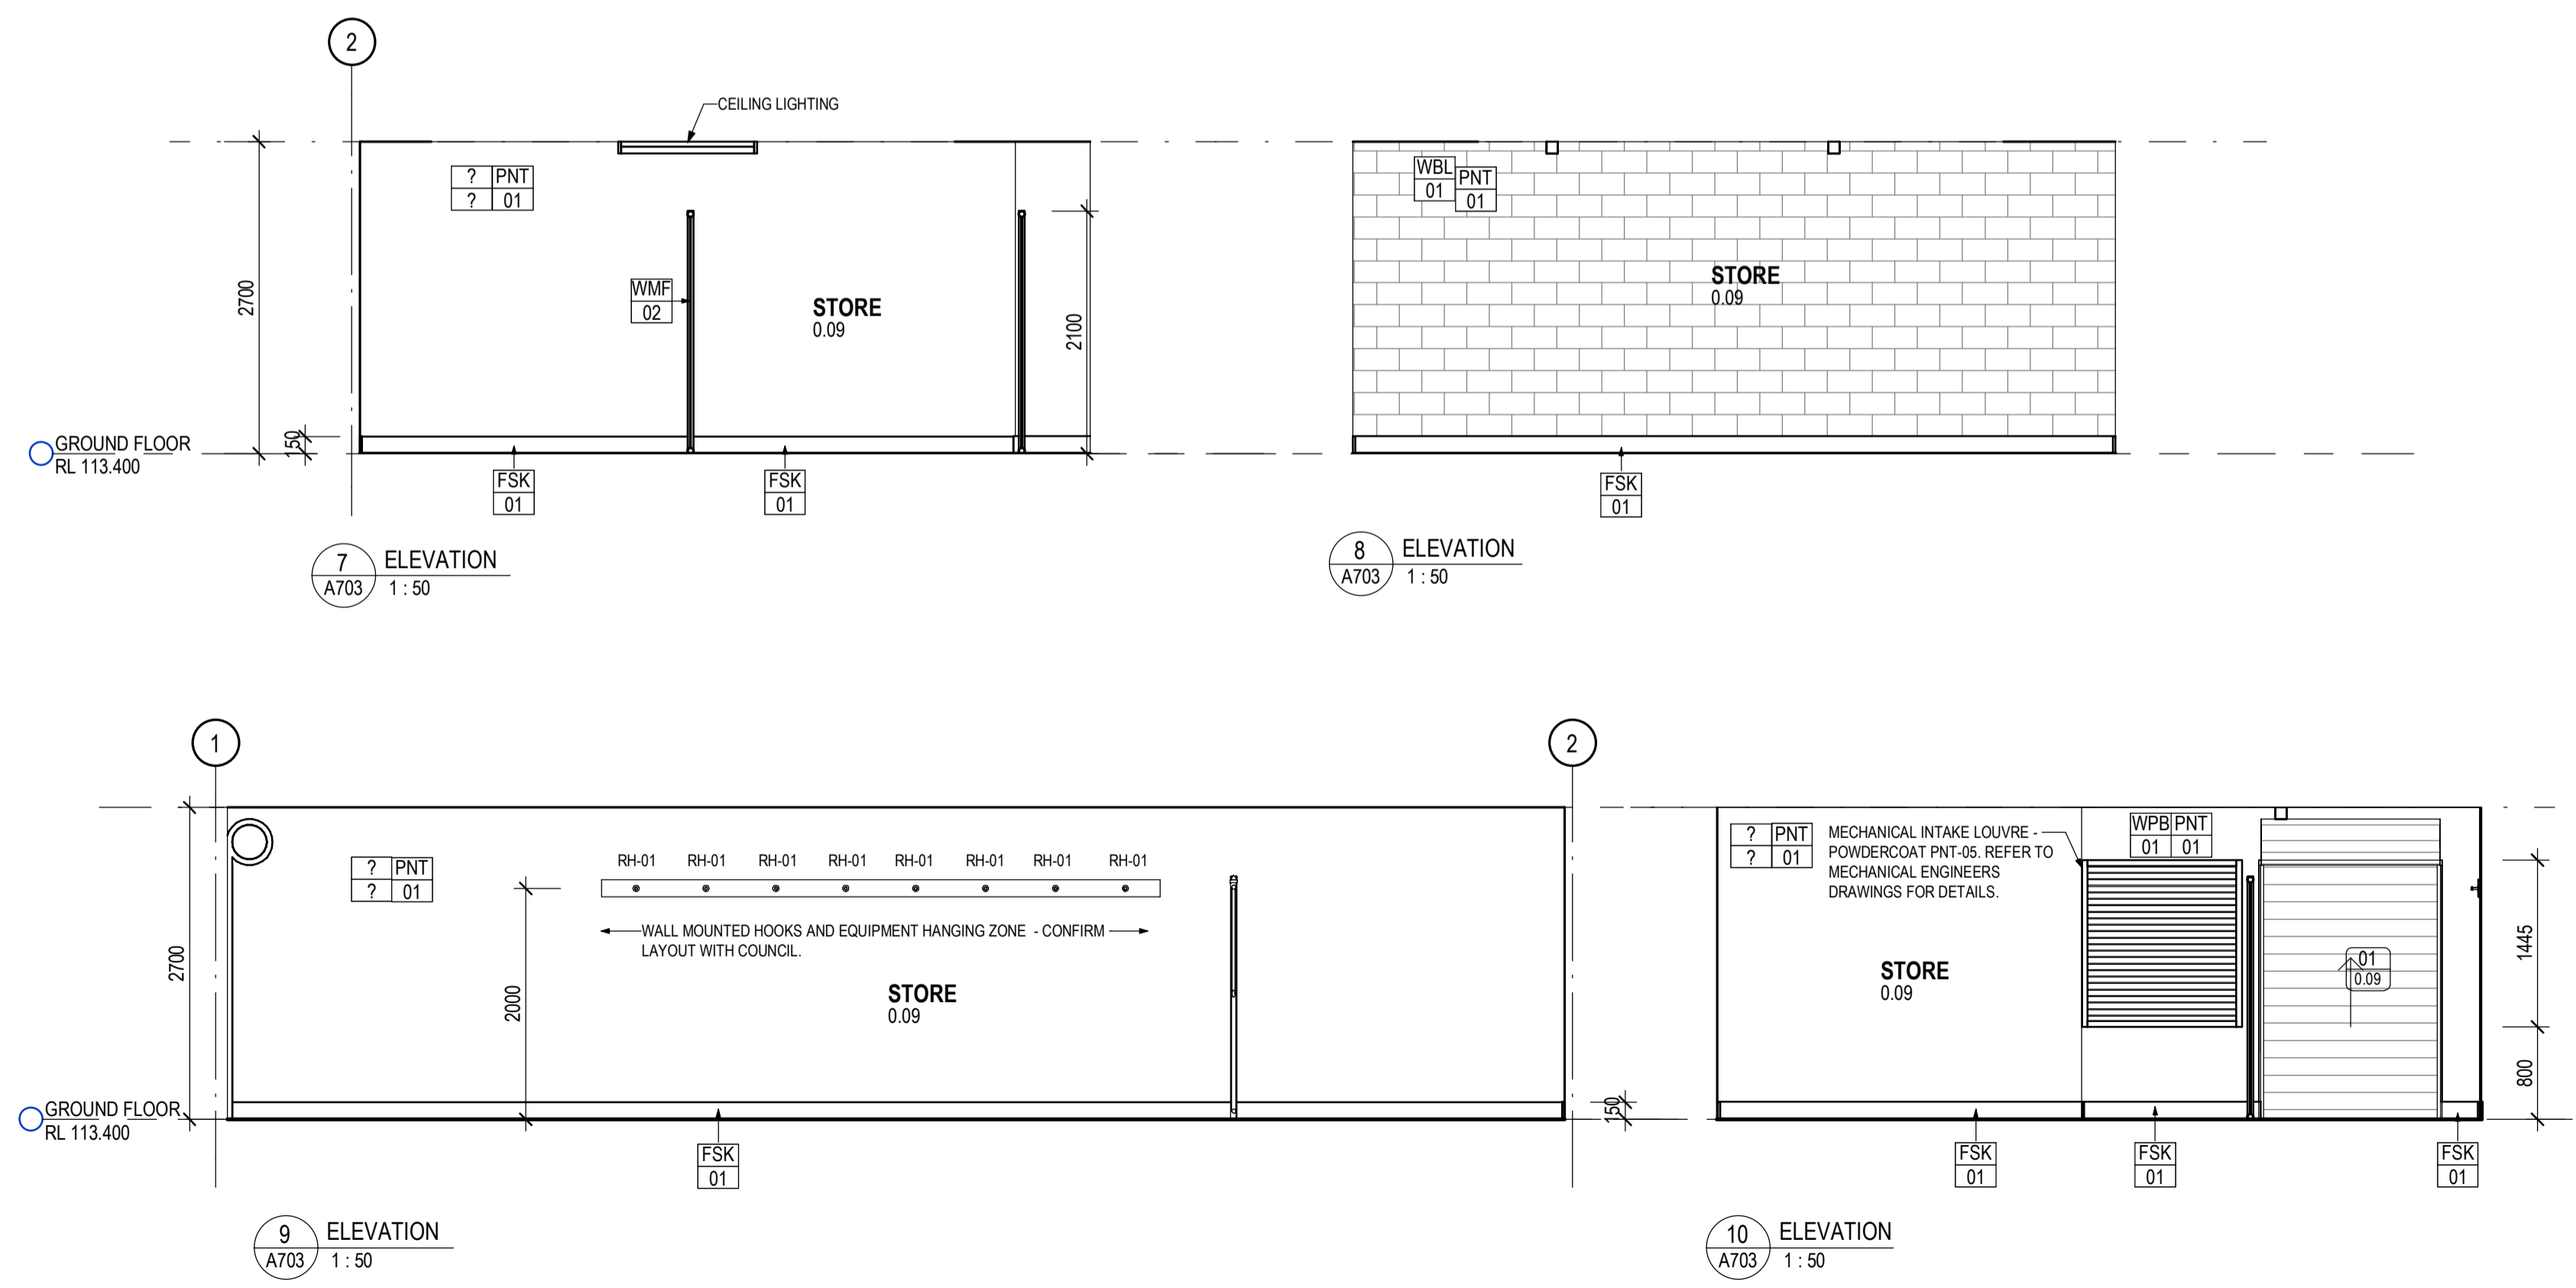 2
CEILING LIGHTING
? PNT
? 01
WMF
02
STORE
0.09
2700
150
2100
GROUND FLOOR
RL 113.400
FSK
01
FSK
01
7
A703
ELEVATION
1 : 50
WBL
01
PNT
01
STORE
0.09
FSK
01
8
A703
ELEVATION
1 : 50
1
2
RH-01 RH-01 RH-01 RH-01 RH-01 RH-01 RH-01 RH-01
? PNT
? 01
WALL MOUNTED HOOKS AND EQUIPMENT HANGING ZONE - CONFIRM
LAYOUT WITH COUNCIL.
2700
2000
STORE
0.09
150
GROUND FLOOR
RL 113.400
FSK
01
9
A703
ELEVATION
1 : 50
? PNT
? 01
MECHANICAL INTAKE LOUVRE -
POWDERCOAT PNT-05. REFER TO
MECHANICAL ENGINEERS
DRAWINGS FOR DETAILS.
WPB PNT
01 01
STORE
0.09
01
0.09
1445
800
FSK
01
FSK
01
FSK
01
10
A703
ELEVATION
1 : 50